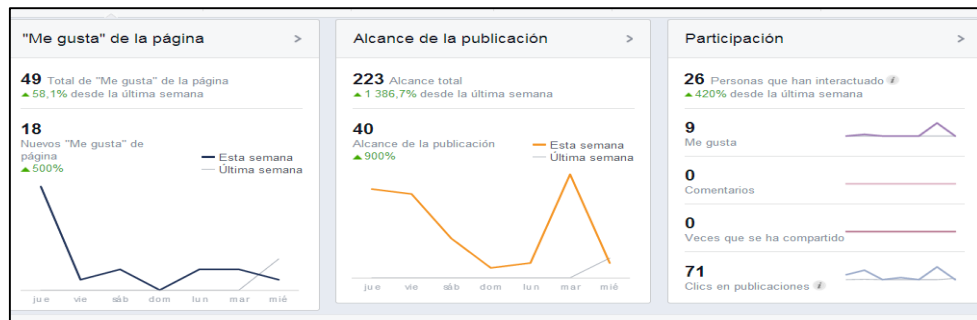 "Me gusta" de la página >
49 Total de "Me gusta" de la página
58,1% desde la última semana
18
Nuevos "Me gusta" de
página
500%
Esta semana
Última semana
jue vie sáb dom lun mar mié
Alcance de la publicación >
223 Alcance total
1 386,7% desde la última semana
40
Alcance de la publicación
900%
Esta semana
Última semana
jue vie sáb dom lun mar mié
Participación >
26 Personas que han interactuado i
420% desde la última semana
9
Me gusta
0
Comentarios
0
Veces que se ha compartido
71
Clics en publicaciones i